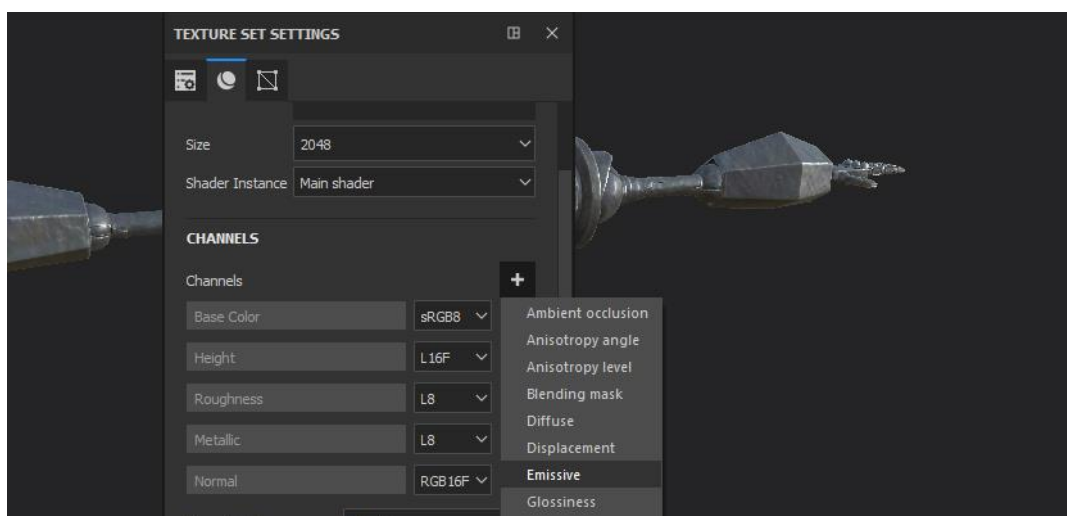 TEXTURE SET SETTINGS
Size 2048
Shader Instance Main shader
CHANNELS
Channels
Base Color sRGB8
Height L16F
Roughness L8
Metallic L8
Normal RGB16F
Ambient occlusion
Anisotropy angle
Anisotropy level
Blending mask
Diffuse
Displacement
Emissive
Glossiness